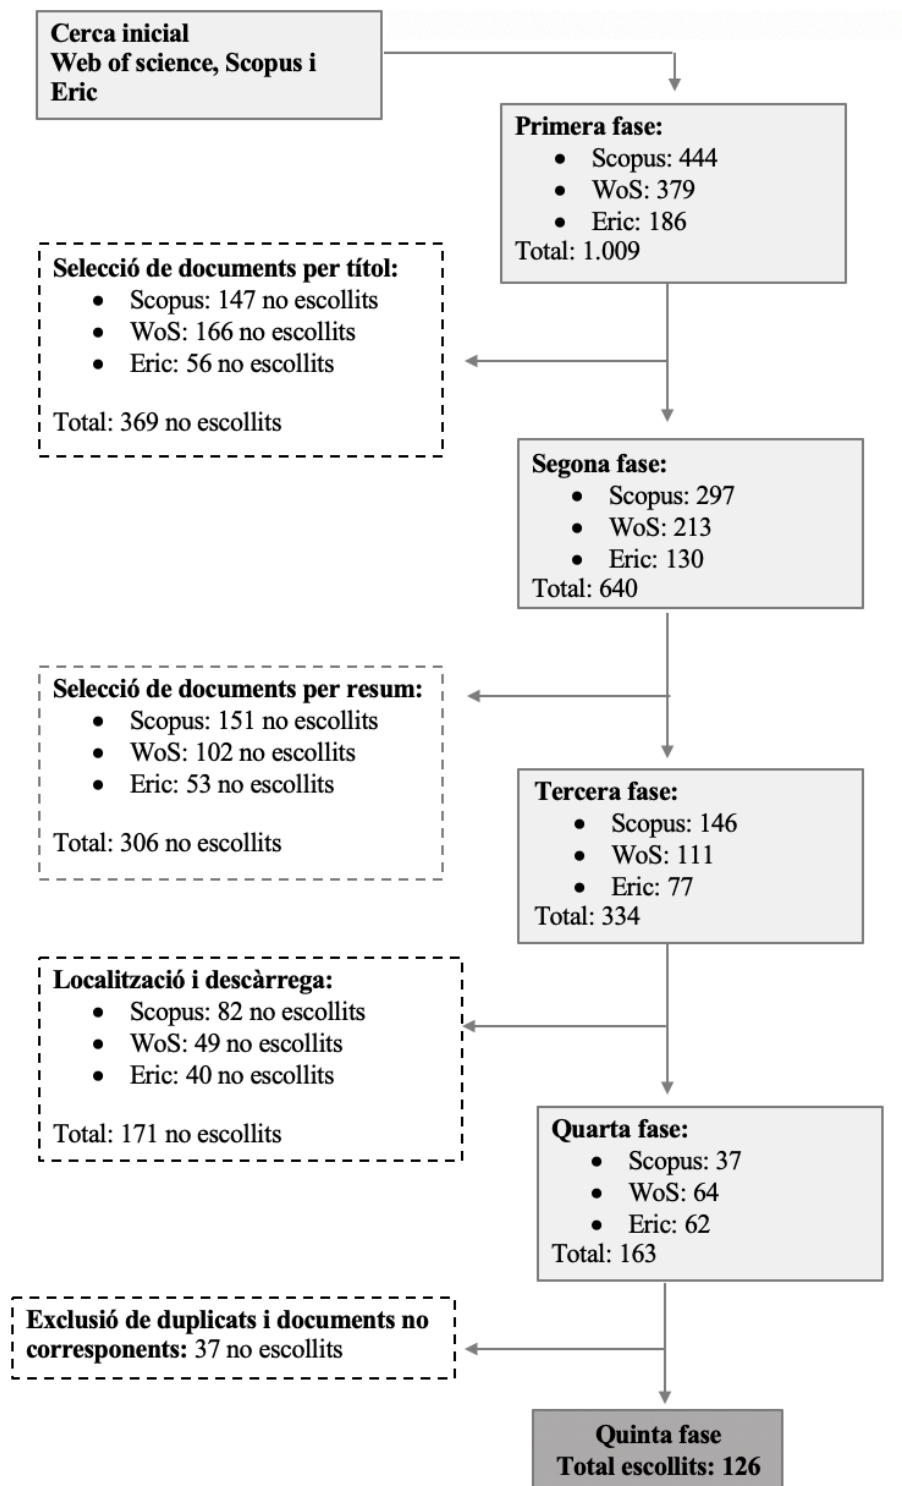 Cerca inicial
Web of science, Scopus i
Eric
Primera fase:
• Scopus: 444
• WoS: 379
• Eric: 186
Total: 1.009
Selecció de documents per títol:
• Scopus: 147 no escollits
• WoS: 166 no escollits
• Eric: 56 no escollits
Total: 369 no escollits
Segona fase:
• Scopus: 297
• WoS: 213
• Eric: 130
Total: 640
Selecció de documents per resum:
• Scopus: 151 no escollits
• WoS: 102 no escollits
• Eric: 53 no escollits
Total: 306 no escollits
Tercera fase:
• Scopus: 146
• WoS: 111
• Eric: 77
Total: 334
Localització i descàrrega:
• Scopus: 82 no escollits
• WoS: 49 no escollits
• Eric: 40 no escollits
Total: 171 no escollits
Quarta fase:
• Scopus: 37
• WoS: 64
• Eric: 62
Total: 163
Exclusió de duplicats i documents no
corresponents: 37 no escollits
Quinta fase
Total escollits: 126